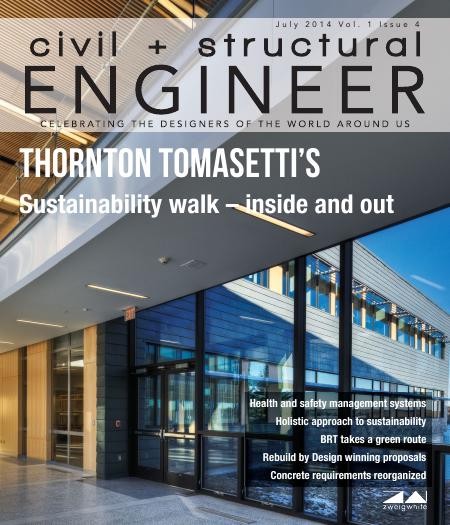 July 2014 Vol. 1 Issue 4
civil + structural
ENGINEER
CELEBRATING THE DESIGNERS OF THE WORLD AROUND US
THORNTON TOMASETTI'S
Sustainability walk – inside and out
Health and safety management systems
Holistic approach to sustainability
BRT takes a green route
Rebuild by Design winning proposals
Concrete requirements reorganized
zweigwhite